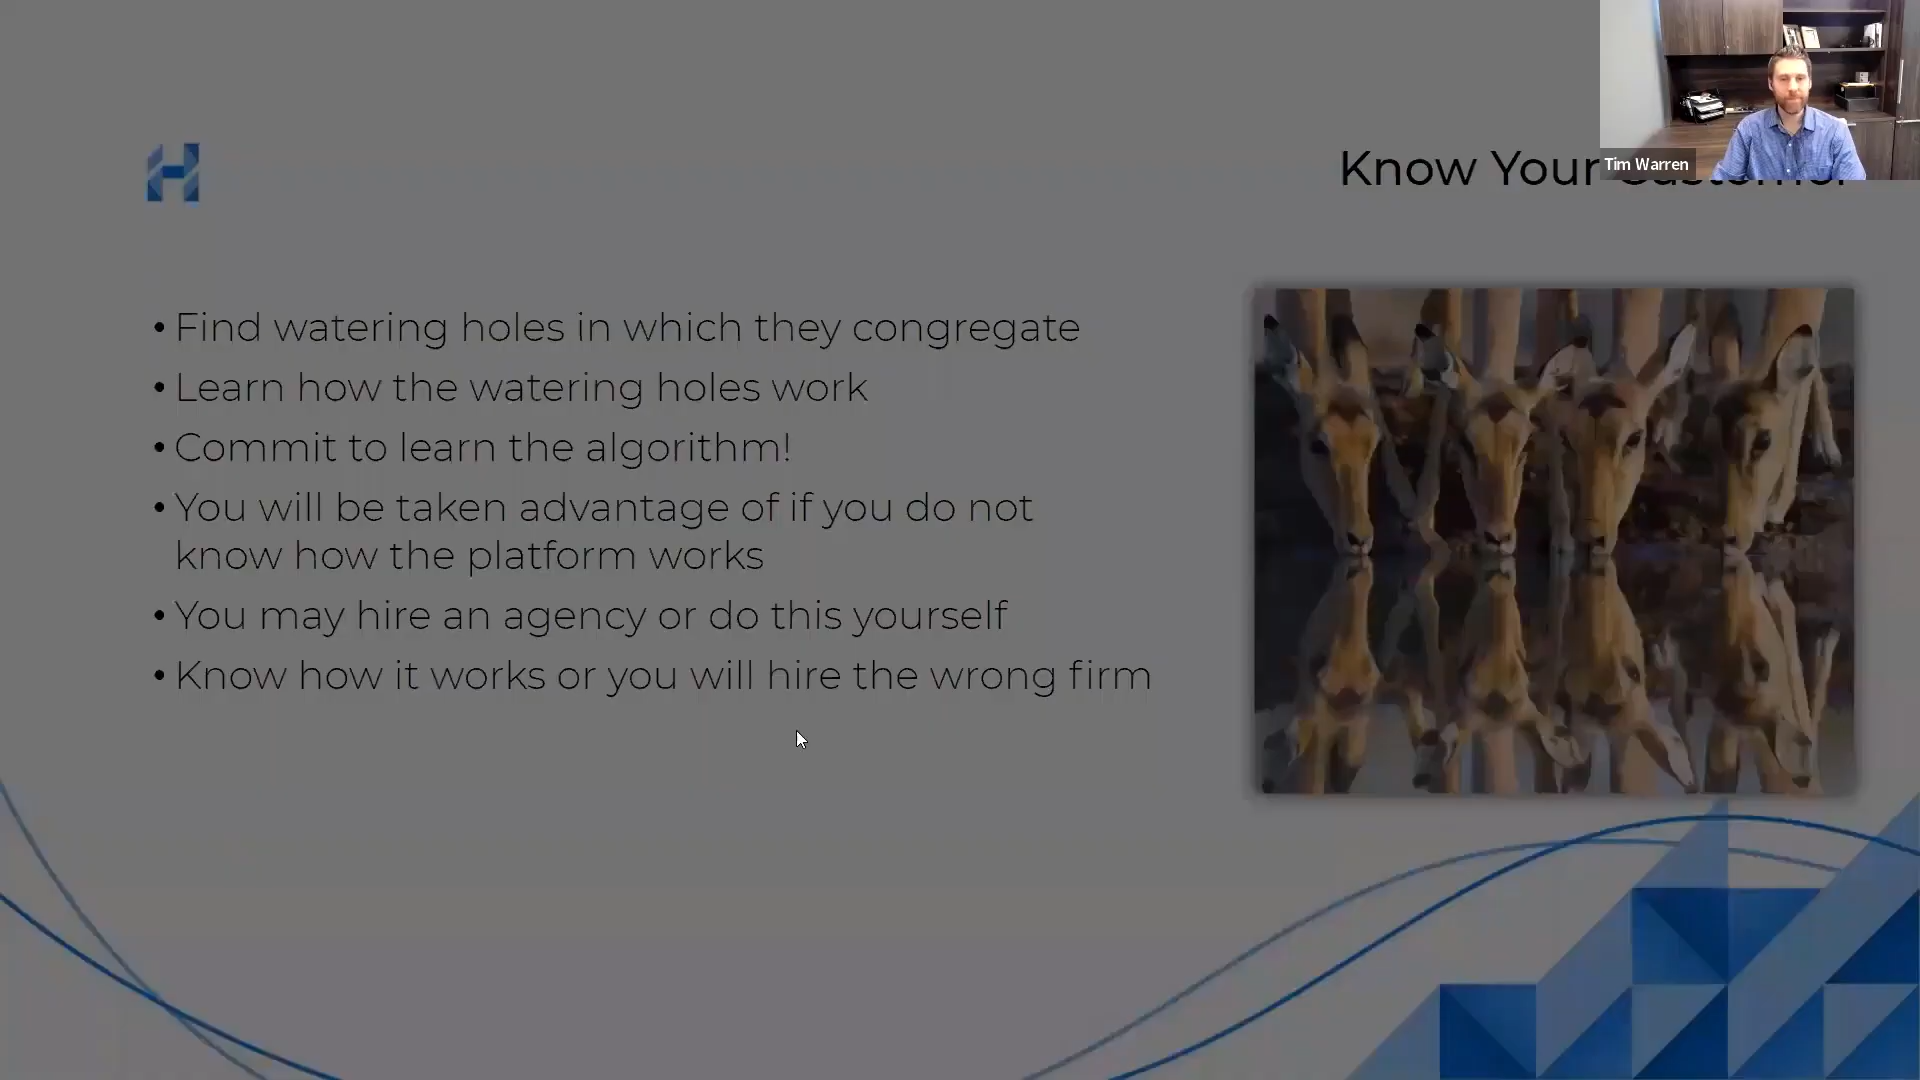 Know Your Customer
Tim Warren
• Find watering holes in which they congregate
• Learn how the watering holes work
• Commit to learn the algorithm!
• You will be taken advantage of if you do not
know how the platform works
• You may hire an agency or do this yourself
• Know how it works or you will hire the wrong firm